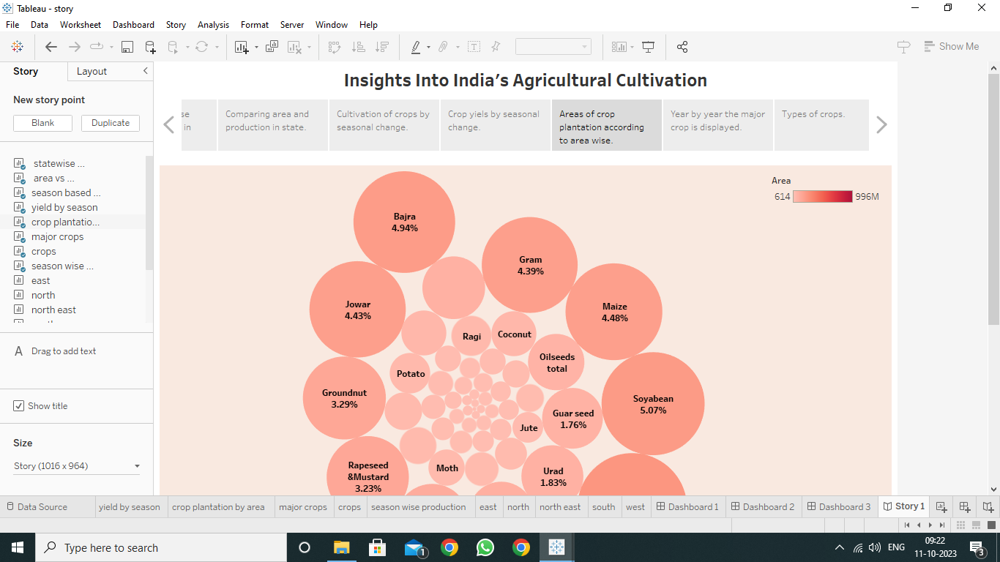 Tableau - story
File Data Worksheet Dashboard Story Analysis Format Server Window Help
Show Me
Story Layout
New story point
Blank Duplicate
statewise ...
area vs ...
season based ...
yield by season
crop plantatio...
major crops
crops
season wise ...
east
north
north east
A Drag to add text
Show title
Size
Story (1016 x 964)
Insights Into India's Agricultural Cultivation
se
in
Comparing area and
production in state.
Cultivation of crops by
seasonal change.
Crop yiels by seasonal
change.
Areas of crop
plantation according
to area wise.
Year by year the major
crop is displayed.
Types of crops.
Area
614 996M
Bajra
4.94%
Gram
4.39%
Jowar
4.43%
Maize
4.48%
Ragi
Coconut
Oilseeds
total
Potato
Groundnut
3.29%
Soyabean
5.07%
Guar seed
1.76%
Jute
Rapeseed
&Mustard
3.23%
Moth
Urad
1.83%
Data Source yield by season crop plantation by area major crops crops season wise production east north north east south west Dashboard 1 Dashboard 2 Dashboard 3 Story 1
Type here to search
1
ENG
09:22
11-10-2023
3